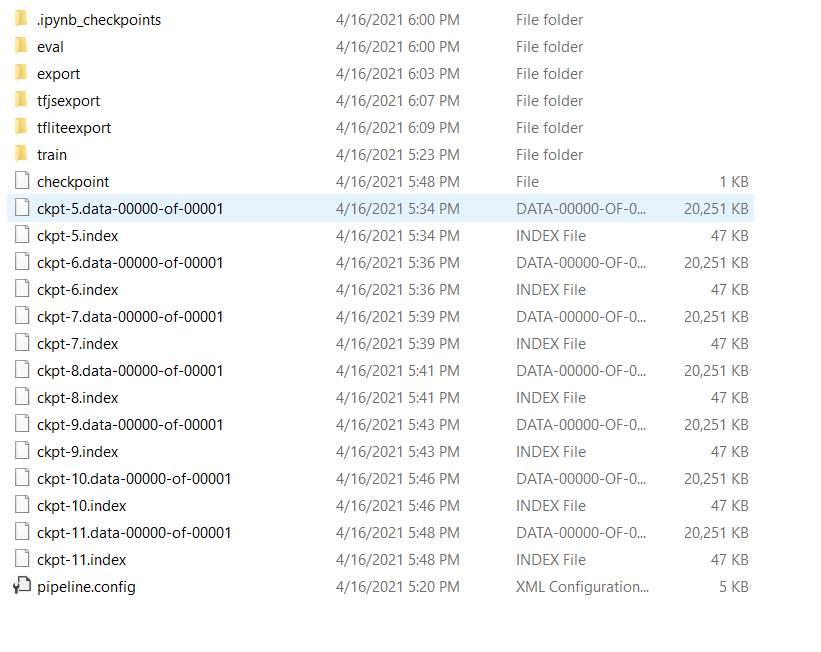 .ipynb_checkpoints 4/16/2021 6:00 PM File folder
eval 4/16/2021 6:00 PM File folder
export 4/16/2021 6:03 PM File folder
tfjsexport 4/16/2021 6:07 PM File folder
tfliteexport 4/16/2021 6:09 PM File folder
train 4/16/2021 5:23 PM File folder
checkpoint 4/16/2021 5:48 PM File 1 KB
ckpt-5.data-00000-of-00001 4/16/2021 5:34 PM DATA-00000-OF-0... 20,251 KB
ckpt-5.index 4/16/2021 5:34 PM INDEX File 47 KB
ckpt-6.data-00000-of-00001 4/16/2021 5:36 PM DATA-00000-OF-0... 20,251 KB
ckpt-6.index 4/16/2021 5:36 PM INDEX File 47 KB
ckpt-7.data-00000-of-00001 4/16/2021 5:39 PM DATA-00000-OF-0... 20,251 KB
ckpt-7.index 4/16/2021 5:39 PM INDEX File 47 KB
ckpt-8.data-00000-of-00001 4/16/2021 5:41 PM DATA-00000-OF-0... 20,251 KB
ckpt-8.index 4/16/2021 5:41 PM INDEX File 47 KB
ckpt-9.data-00000-of-00001 4/16/2021 5:43 PM DATA-00000-OF-0... 20,251 KB
ckpt-9.index 4/16/2021 5:43 PM INDEX File 47 KB
ckpt-10.data-00000-of-00001 4/16/2021 5:46 PM DATA-00000-OF-0... 20,251 KB
ckpt-10.index 4/16/2021 5:46 PM INDEX File 47 KB
ckpt-11.data-00000-of-00001 4/16/2021 5:48 PM DATA-00000-OF-0... 20,251 KB
ckpt-11.index 4/16/2021 5:48 PM INDEX File 47 KB
pipeline.config 4/16/2021 5:20 PM XML Configuration... 5 KB